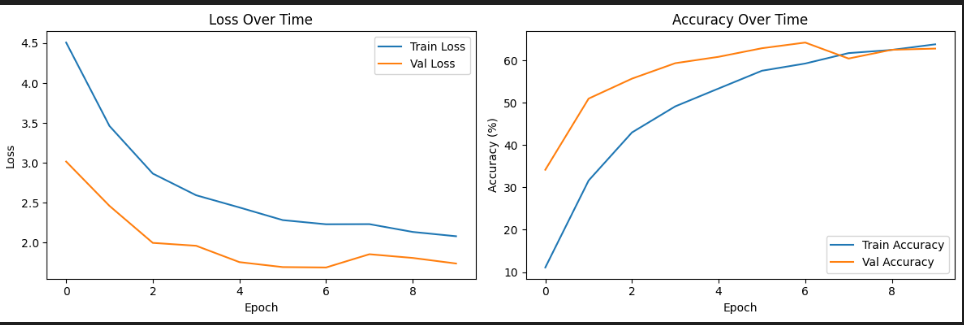 Loss Over Time
4.5
4.0
3.5
3.0
2.5
2.0
Loss
Train Loss
Val Loss
0 2 4 6 8
Epoch
Accuracy Over Time
60
50
40
30
20
10
Accuracy (%)
Train Accuracy
Val Accuracy
0 2 4 6 8
Epoch